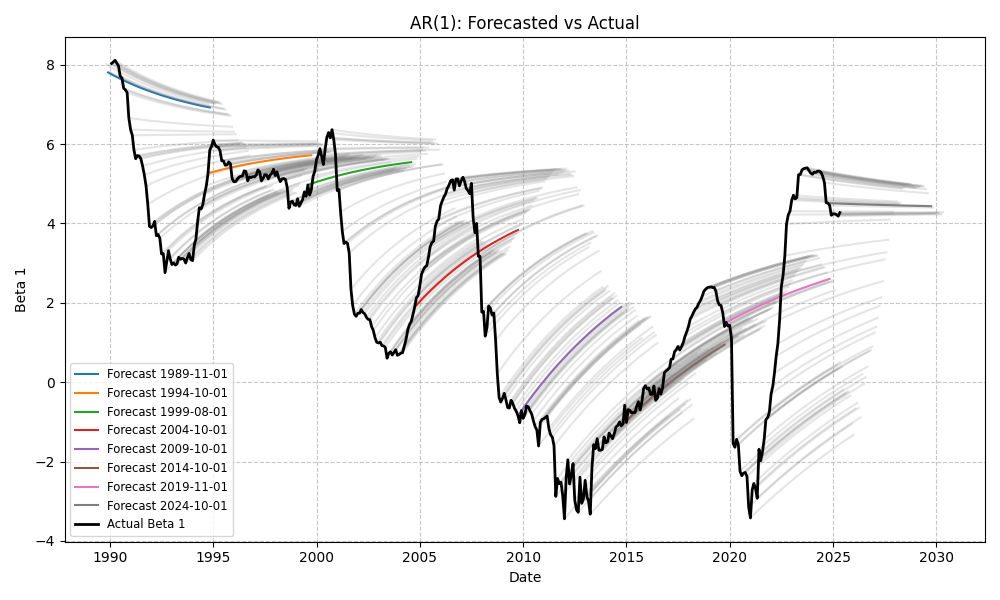 AR(1): Forecasted vs Actual
Beta 1
8
6
4
2
0
−2
−4
Forecast 1989-11-01
Forecast 1994-10-01
Forecast 1999-08-01
Forecast 2004-10-01
Forecast 2009-10-01
Forecast 2014-10-01
Forecast 2019-11-01
Forecast 2024-10-01
Actual Beta 1
1990 1995 2000 2005 2010 2015 2020 2025 2030
Date